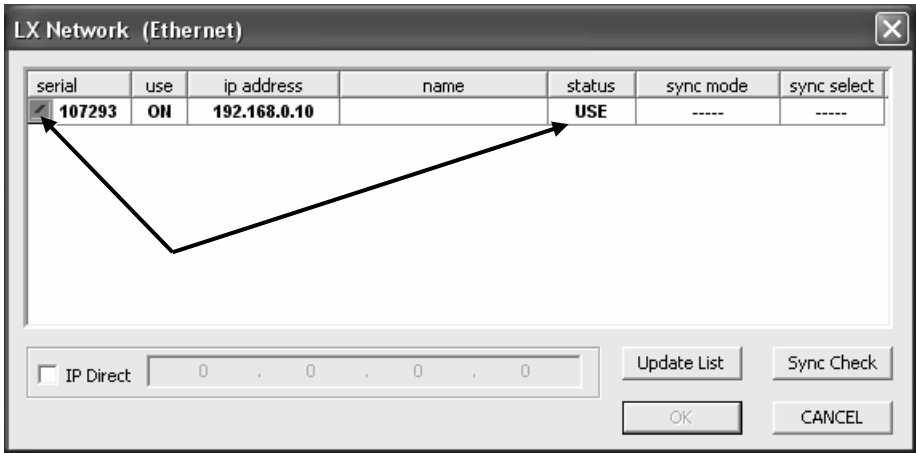 LX Network (Ethernet)
serial use ip address name status sync mode sync select
107293 ON 192.168.0.10 USE ----- -----
IP Direct 0 . 0 . 0 . 0 Update List Sync Check
OK CANCEL